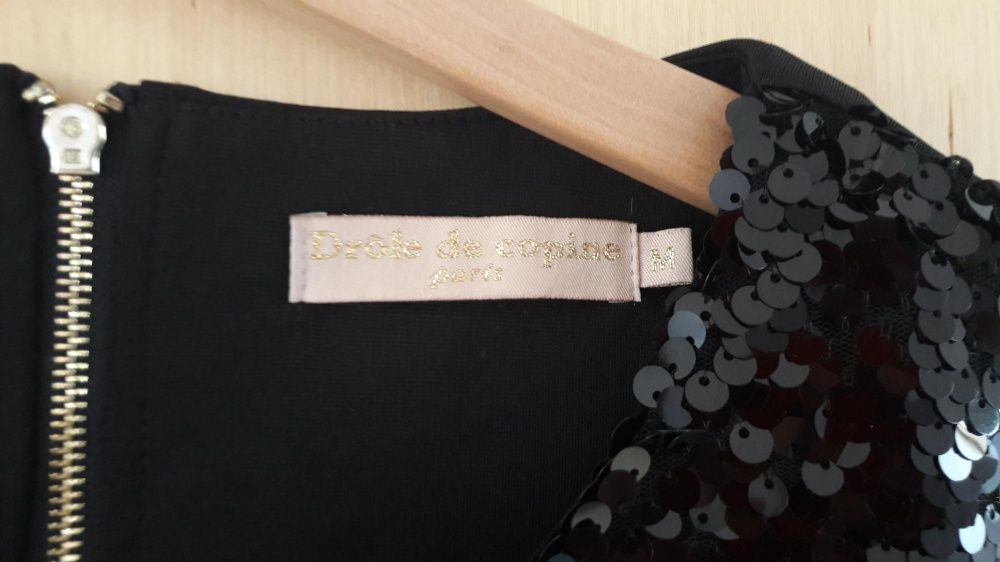 Drôle de copine
paris
M